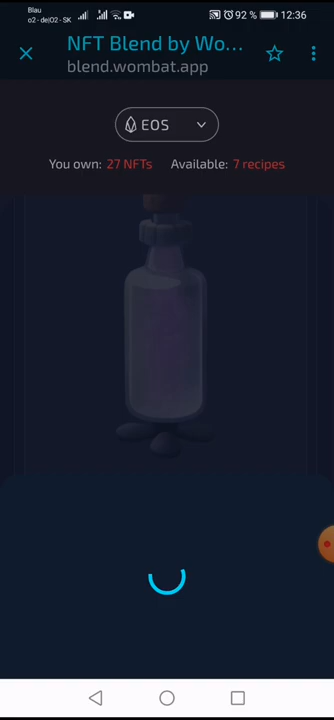 Blau
o2 - de|O2 - SK
92 %
12:36
NFT Blend by Wo...
blend.wombat.app
EOS
You own: 27 NFTs Available: 7 recipes